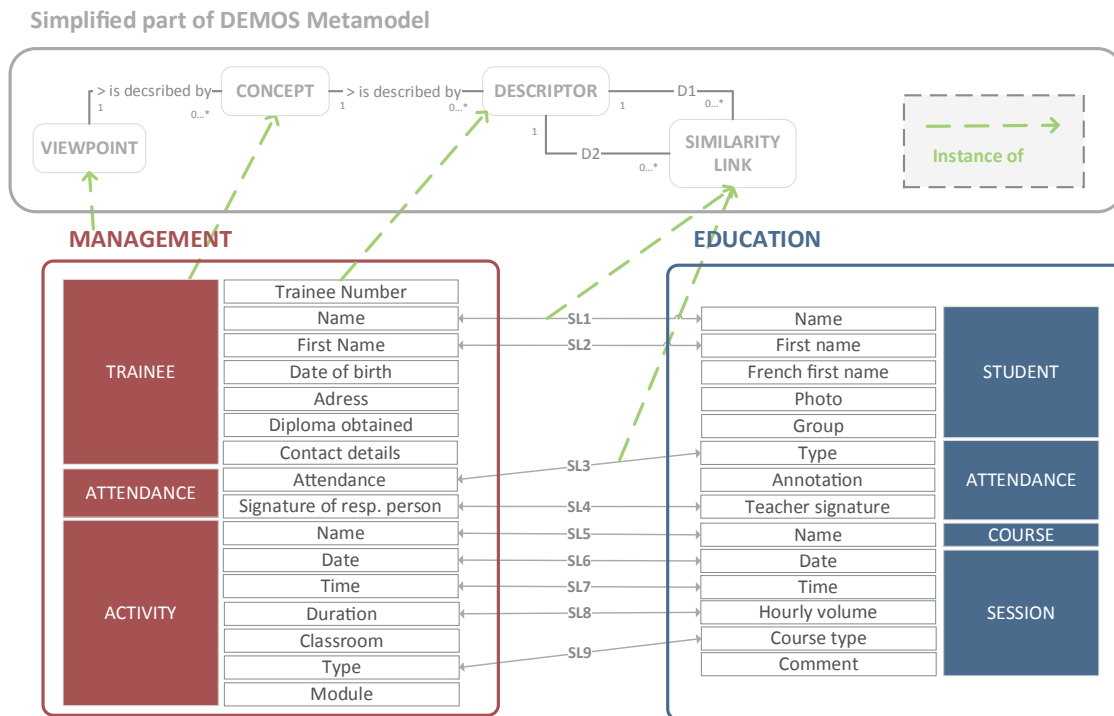 Simplified part of DEMOS Metamodel
> is decsribed by
CONCEPT
> is described by
DESCRIPTOR
D1
1
0...*
1
0...*
1
0...*
VIEWPOINT
1
D2
0...*
SIMILARITY
LINK
Instance of
MANAGEMENT
EDUCATION
TRAINEE
Trainee Number
Name
First Name
Date of birth
Adress
Diploma obtained
Contact details
ATTENDANCE
Attendance
Signature of resp. person
ACTIVITY
Name
Date
Time
Duration
Classroom
Type
Module
SL1
SL2
SL3
SL4
SL5
SL6
SL7
SL8
SL9
Name
First name
French first name
Photo
Group
STUDENT
Type
Annotation
Teacher signature
ATTENDANCE
Name
COURSE
Date
Time
Hourly volume
Course type
Comment
SESSION